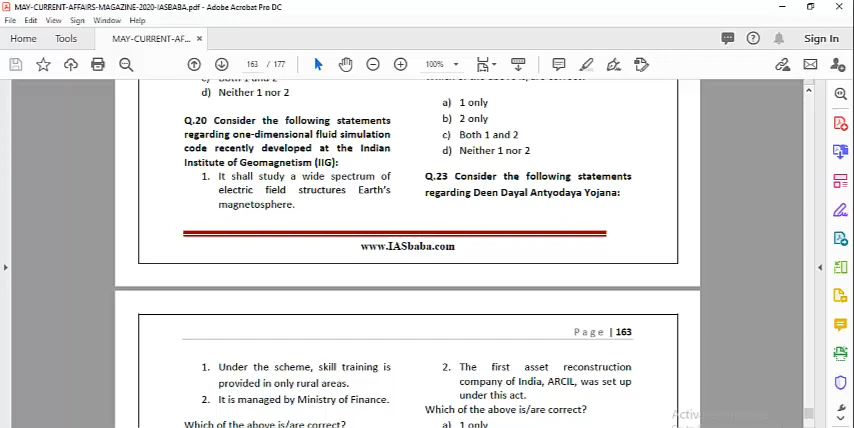 MAY-CURRENT-AFFAIRS-MAGAZINE-2020-IASBABA.pdf - Adobe Acrobat Pro DC
File Edit View Sign Window Help
Home Tools MAY-CURRENT-AF... × Sign In
163 / 177 100%
d) Neither 1 nor 2
Q.20 Consider the following statements
regarding one-dimensional fluid simulation
code recently developed at the Indian
Institute of Geomagnetism (IIG):
1. It shall study a wide spectrum of
electric field structures Earth's
magnetosphere.
a) 1 only
b) 2 only
c) Both 1 and 2
d) Neither 1 nor 2
Q.23 Consider the following statements
regarding Deen Dayal Antyodaya Yojana:
www.IASbaba.com
Page | 163
1. Under the scheme, skill training is
provided in only rural areas.
2. It is managed by Ministry of Finance.
Which of the above is/are correct?
2. The first asset reconstruction
company of India, ARCIL, was set up
under this act.
Which of the above is/are correct?
a) 1 only